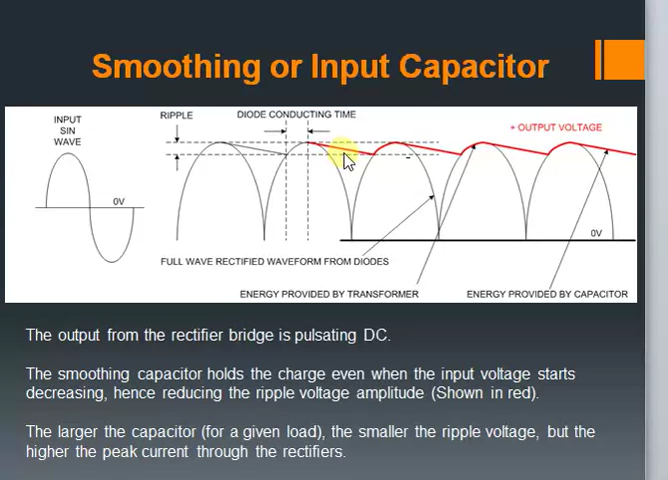 Smoothing or Input Capacitor
INPUT
SIN
WAVE
0V
RIPPLE
DIODE CONDUCTING TIME
+ OUTPUT VOLTAGE
-
0V
FULL WAVE RECTIFIED WAVEFORM FROM DIODES
ENERGY PROVIDED BY TRANSFORMER
ENERGY PROVIDED BY CAPACITOR
The output from the rectifier bridge is pulsating DC.
The smoothing capacitor holds the charge even when the input voltage starts
decreasing, hence reducing the ripple voltage amplitude (Shown in red).
The larger the capacitor (for a given load), the smaller the ripple voltage, but the
higher the peak current through the rectifiers.